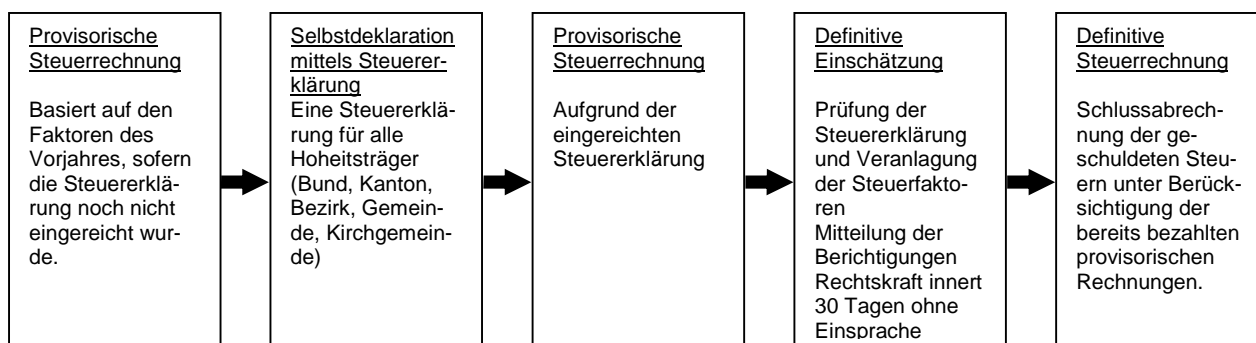 Provisorische
Steuerrechnung
Basiert auf den
Faktoren des
Vorjahres, sofern
die Steuererklä-
rung noch nicht
eingereicht wur-
de.
Selbstdeklaration
mittels Steuerer-
klärung
Eine Steuererklä-
rung für alle
Hoheitsträger
(Bund, Kanton,
Bezirk, Gemein-
de, Kirchgemein-
de)
Provisorische
Steuerrechnung
Aufgrund der
eingereichten
Steuererklärung
Definitive
Einschätzung
Prüfung der
Steuererklärung
und Veranlagung
der Steuerfakto-
ren
Mitteilung der
Berichtigungen
Rechtskraft innert
30 Tagen ohne
Einsprache
Definitive
Steuerrechnung
Schlussabrech-
nung der ge-
schuldeten Steu-
ern unter Berück-
sichtigung der
bereits bezahlten
provisorischen
Rechnungen.